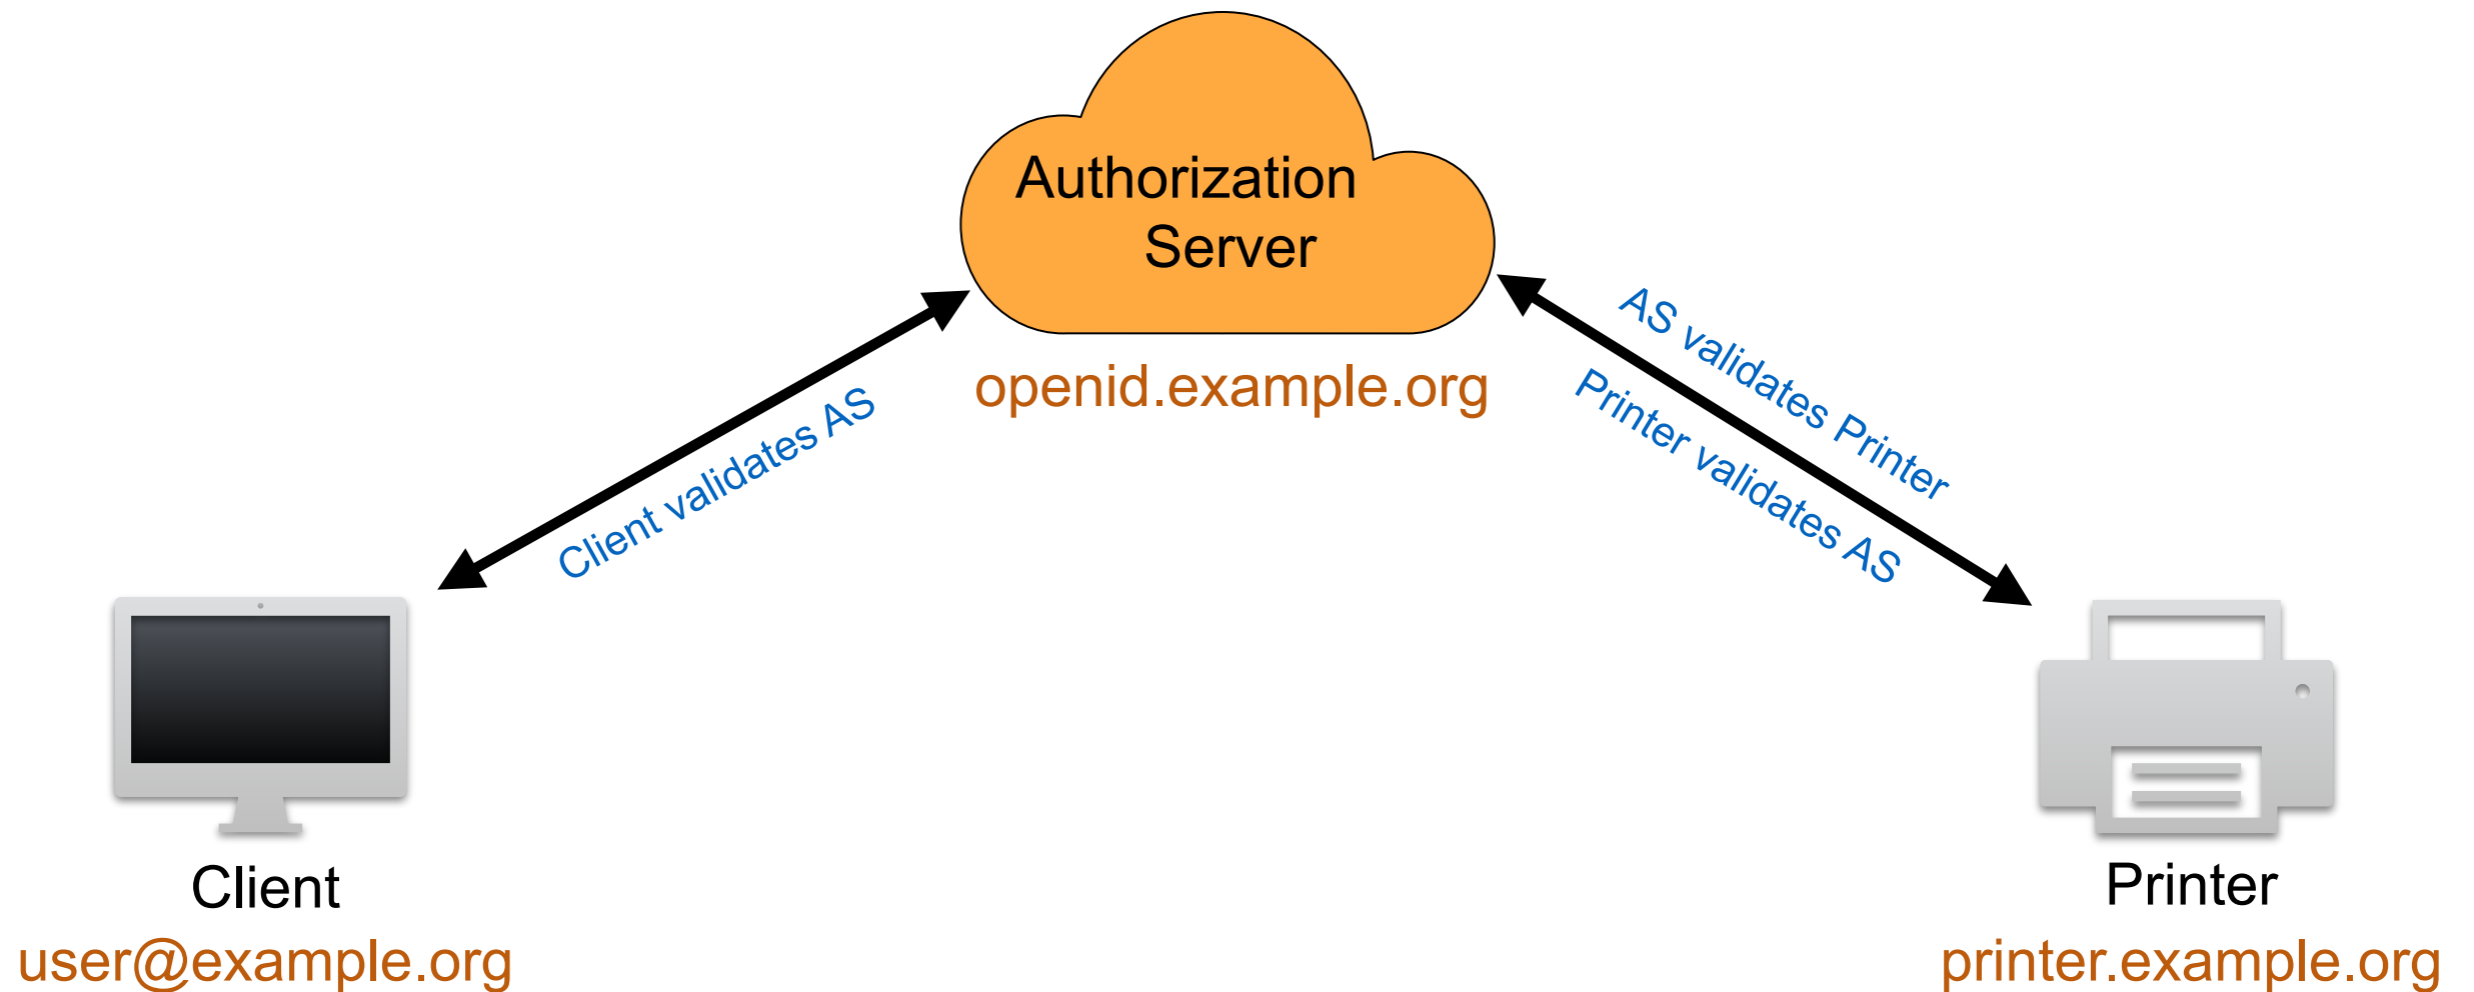 Authorization
Server
openid.example.org
Client validates AS
AS validates Printer
Printer validates AS
Client
user@example.org
Printer
printer.example.org